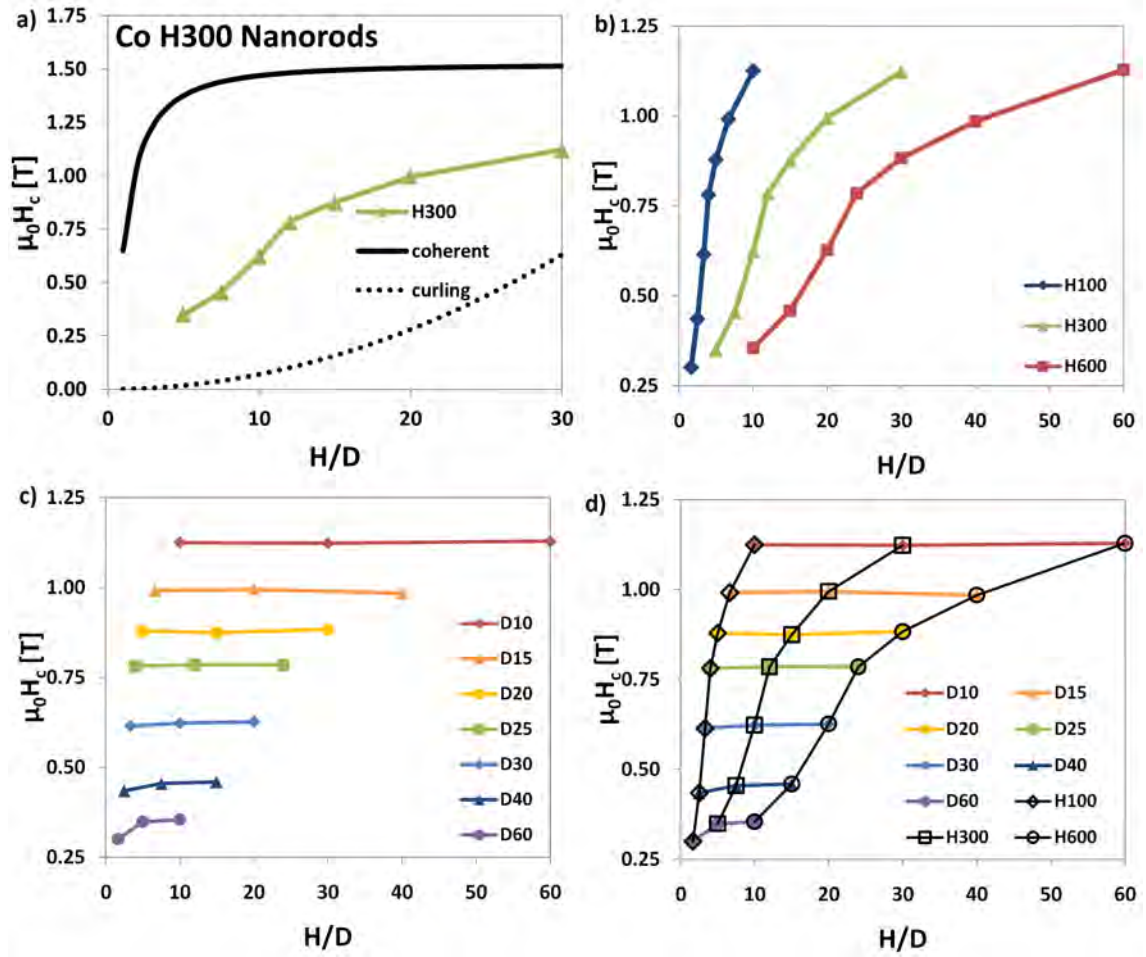 a)
Co H300 Nanorods
1.75
1.50
1.25
1.00
0.75
0.50
0.25
0.00
μ₀Hc [T]
H300
coherent
curling
10
20
30
H/D
b)
1.25
1.00
0.75
0.50
0.25
μ₀Hc [T]
H100
H300
H600
0 10 20 30 40 50 60
H/D
c)
1.25
1.00
0.75
0.50
0.25
μ₀Hc [T]
D10
D15
D20
D25
D30
D40
D60
0 10 20 30 40 50 60
H/D
d)
1.25
1.00
0.75
0.50
0.25
μ₀Hc [T]
D10 D15
D20 D25
D30 D40
D60 H100
H300 H600
0 10 20 30 40 50 60
H/D